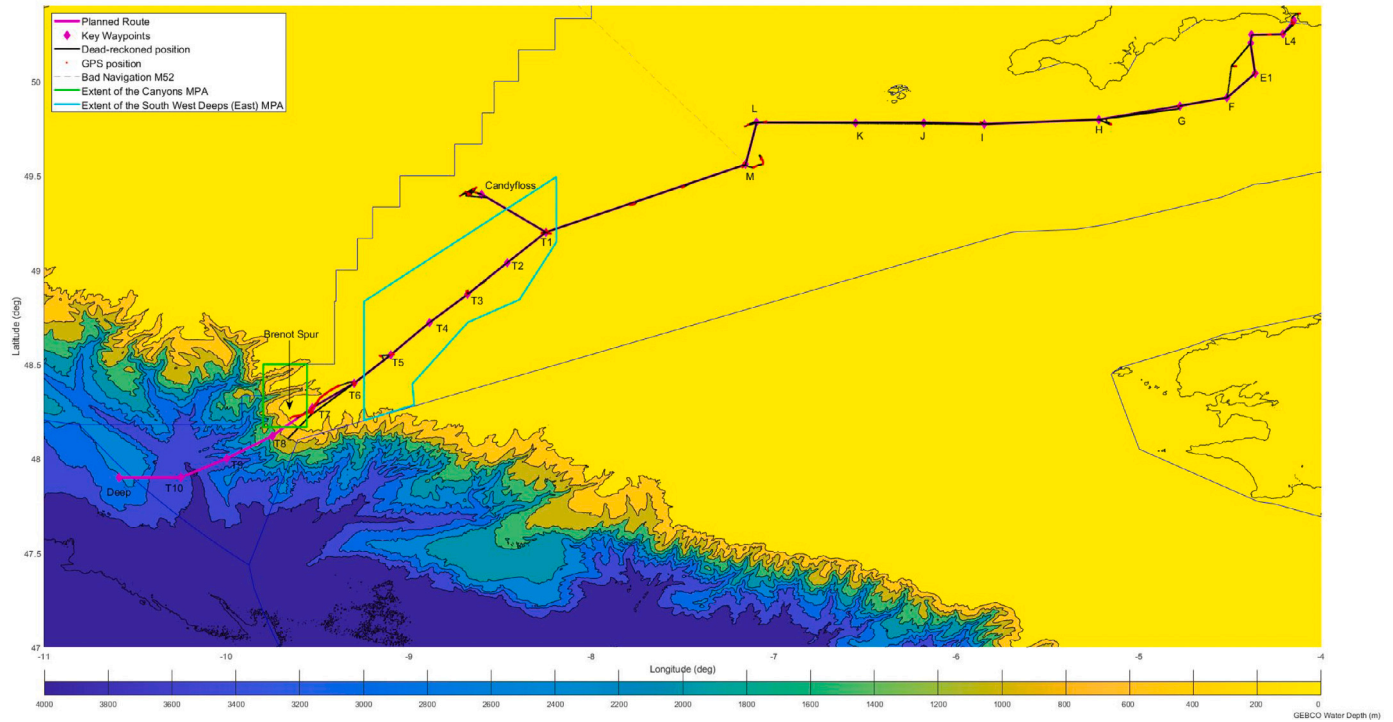 Planned Route
Key Waypoints
Dead-reckoned position
GPS position
Bad Navigation M52
Extent of the Canyons MPA
Extent of the South West Deeps (East) MPA
L4
E1
F
G
H
I
J
K
L
M
Candyfloss
T1
T2
T3
T4
T5
T6
T7
T8
T9
T10
Deep
Brenot Spur
Latitude (deg)
50
49.5
49
48.5
48
47.5
47
-11 -10 -9 -8 -7 -6 -5 -4
Longitude (deg)
4000 3800 3600 3400 3200 3000 2800 2600 2400 2200 2000 1800 1600 1400 1200 1000 800 600 400 200 0
GEBCO Water Depth (m)